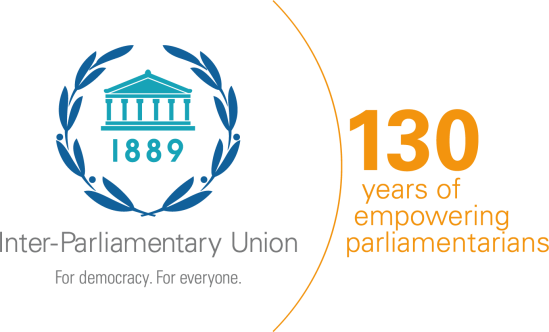 1889
Inter-Parliamentary Union
For democracy. For everyone.
130
years of
empowering
parliamentarians